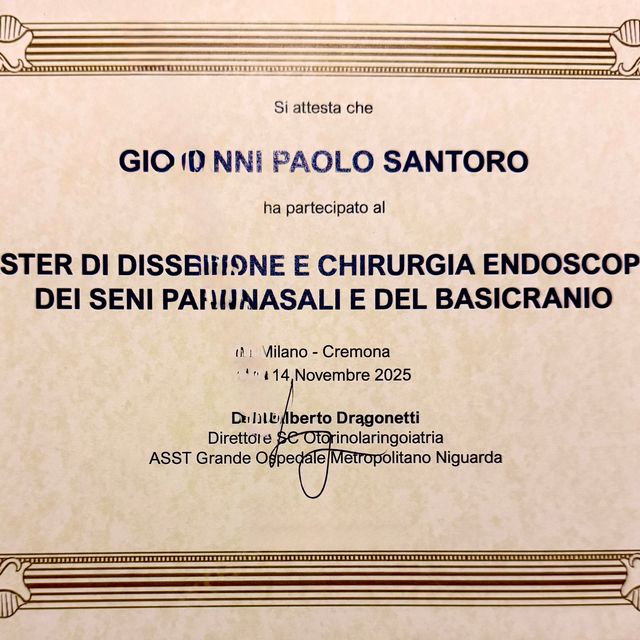 Si attesta che
PAOLO SANTORO
ha partecipato al
DI E CHIRURGIA
DEI SENI E DEL BASICRANIO
Milano - Cremona
14 Novembre 2025
Dragonetti
Direttore SC Otorinolaringoiatria
ASST Grande Ospedale Metropolitano Niguarda